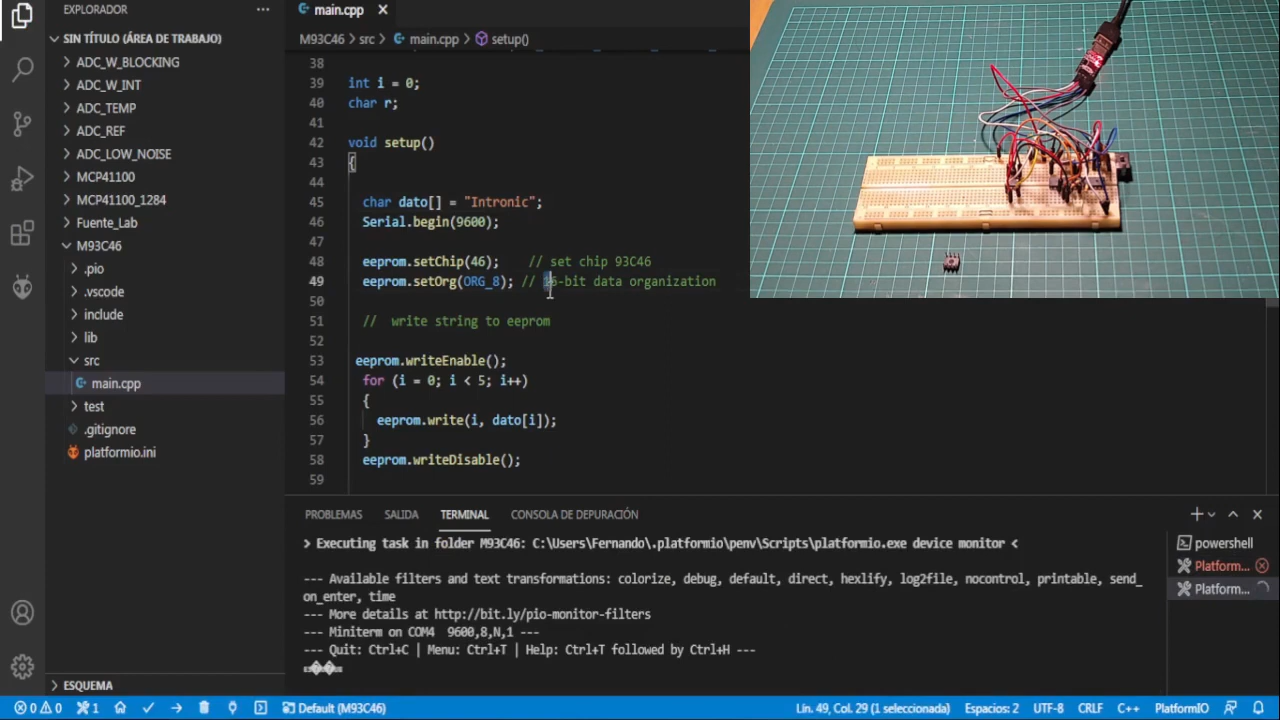 EXPLORADOR
SIN TÍTULO (ÁREA DE TRABAJO)
ADC_W_BLOCKING
ADC_W_INT
ADC_TEMP
ADC_REF
ADC_LOW_NOISE
MCP41100
MCP41100_1284
Fuente_Lab
M93C46
.pio
.vscode
include
lib
src
main.cpp
test
.gitignore
platformio.ini
ESQUEMA
main.cpp
M93C46 > src > main.cpp > setup()
38
39 int i = 0;
40 char r;
41
42 void setup()
43 {
44
45 char dato[] = "Intronic";
46 Serial.begin(9600);
47
48 eeprom.setChip(46); // set chip 93C46
49 eeprom.setOrg(ORG_8); // 16-bit data organization
50
51 // write string to eeprom
52
53 eeprom.writeEnable();
54 for (i = 0; i < 5; i++)
55 {
56 eeprom.write(i, dato[i]);
57 }
58 eeprom.writeDisable();
59
PROBLEMAS SALIDA TERMINAL CONSOLA DE DEPURACIÓN
> Executing task in folder M93C46: C:\Users\Fernando\.platformio\penv\Scripts\platformio.exe device monitor <
--- Available filters and text transformations: colorize, debug, default, direct, hexlify, log2file, nocontrol, printable, send_
on_enter, time
--- More details at http://bit.ly/pio-monitor-filters
--- Miniterm on COM4 9600,8,N,1 ---
--- Quit: Ctrl+C | Menu: Ctrl+T | Help: Ctrl+T followed by Ctrl+H ---
powershell
Platform...
Platform...
0 0 1 Default (M93C46) Lín. 49, Col. 29 (1 seleccionada) Espacios: 2 UTF-8 CRLF C++ PlatformIO